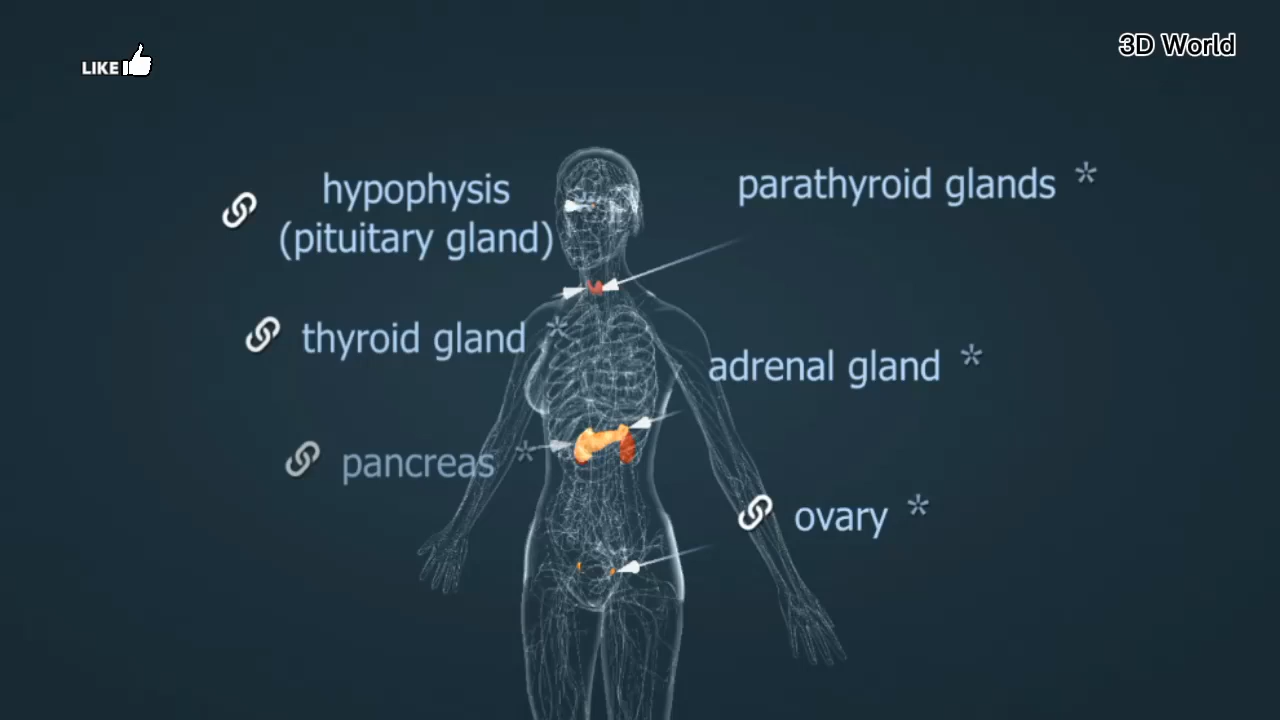 LIKE
3D World
hypophysis
(pituitary gland)
parathyroid glands *
thyroid gland *
adrenal gland *
pancreas *
ovary *